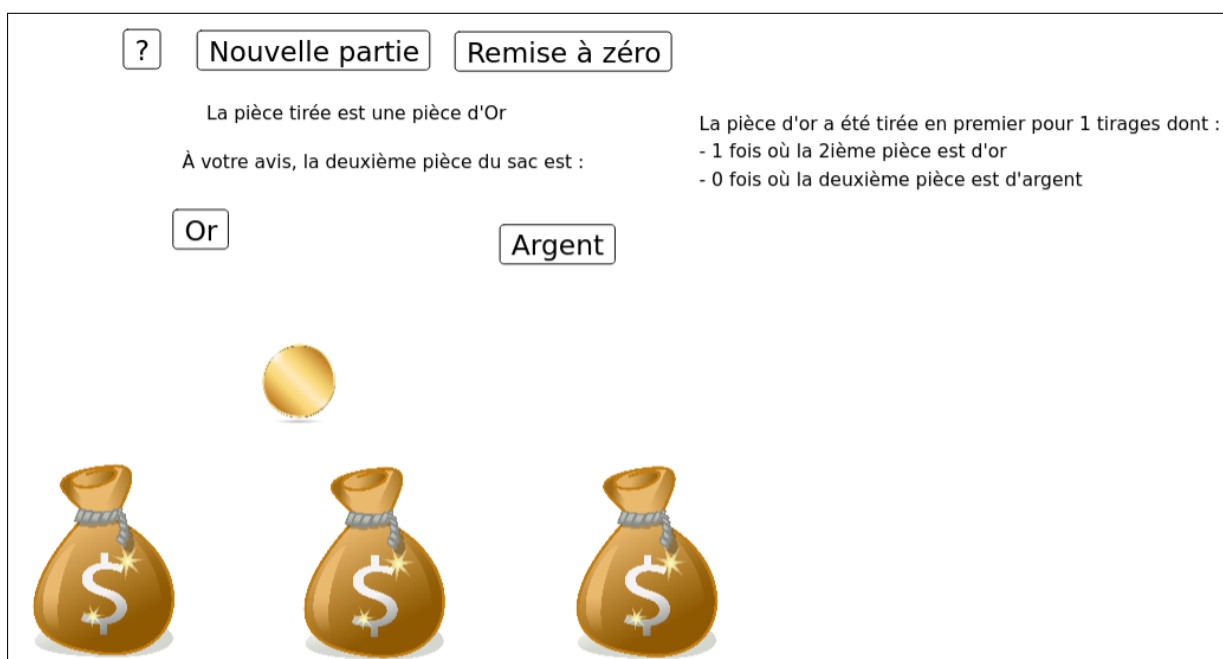 ?
Nouvelle partie
Remise à zéro
La pièce tirée est une pièce d'Or
À votre avis, la deuxième pièce du sac est :
La pièce d'or a été tirée en premier pour 1 tirages dont :
- 1 fois où la 2ième pièce est d'or
- 0 fois où la deuxième pièce est d'argent
Or
Argent
$
$
$